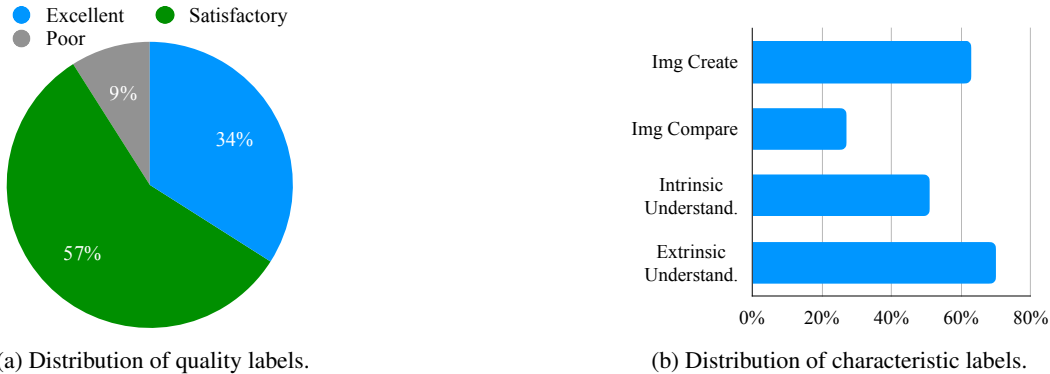 Excellent
Satisfactory
Poor
9%
34%
57%
a) Distribution of quality labels.
Img Create
Img Compare
Intrinsic
Understand.
Extrinsic
Understand.
0%
20%
40%
60%
80%
(b) Distribution of characteristic labels.